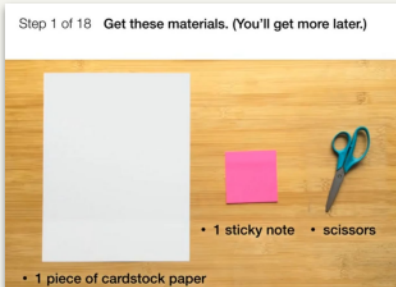 Step 1 of 18 Get these materials. (You'll get more later.)
• 1 sticky note • scissors
• 1 piece of cardstock paper